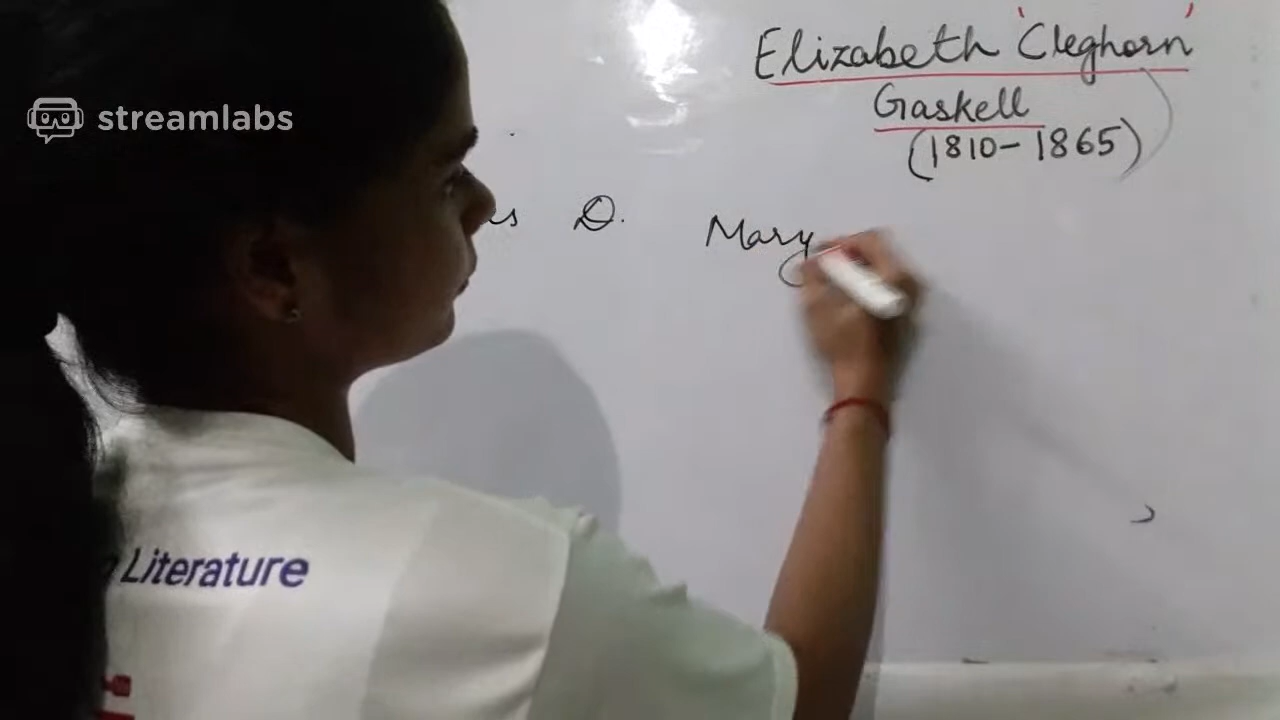 Elizabeth 'Cleghorn'
Gaskell
(1810-1865)
streamlabs
D. Mary
Literature